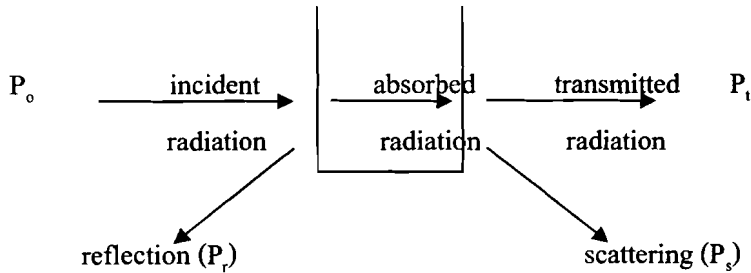 P₀ incident absorbed transmitted Pₜ
radiation radiation radiation
reflection (Pᵣ) scattering (Pₛ)